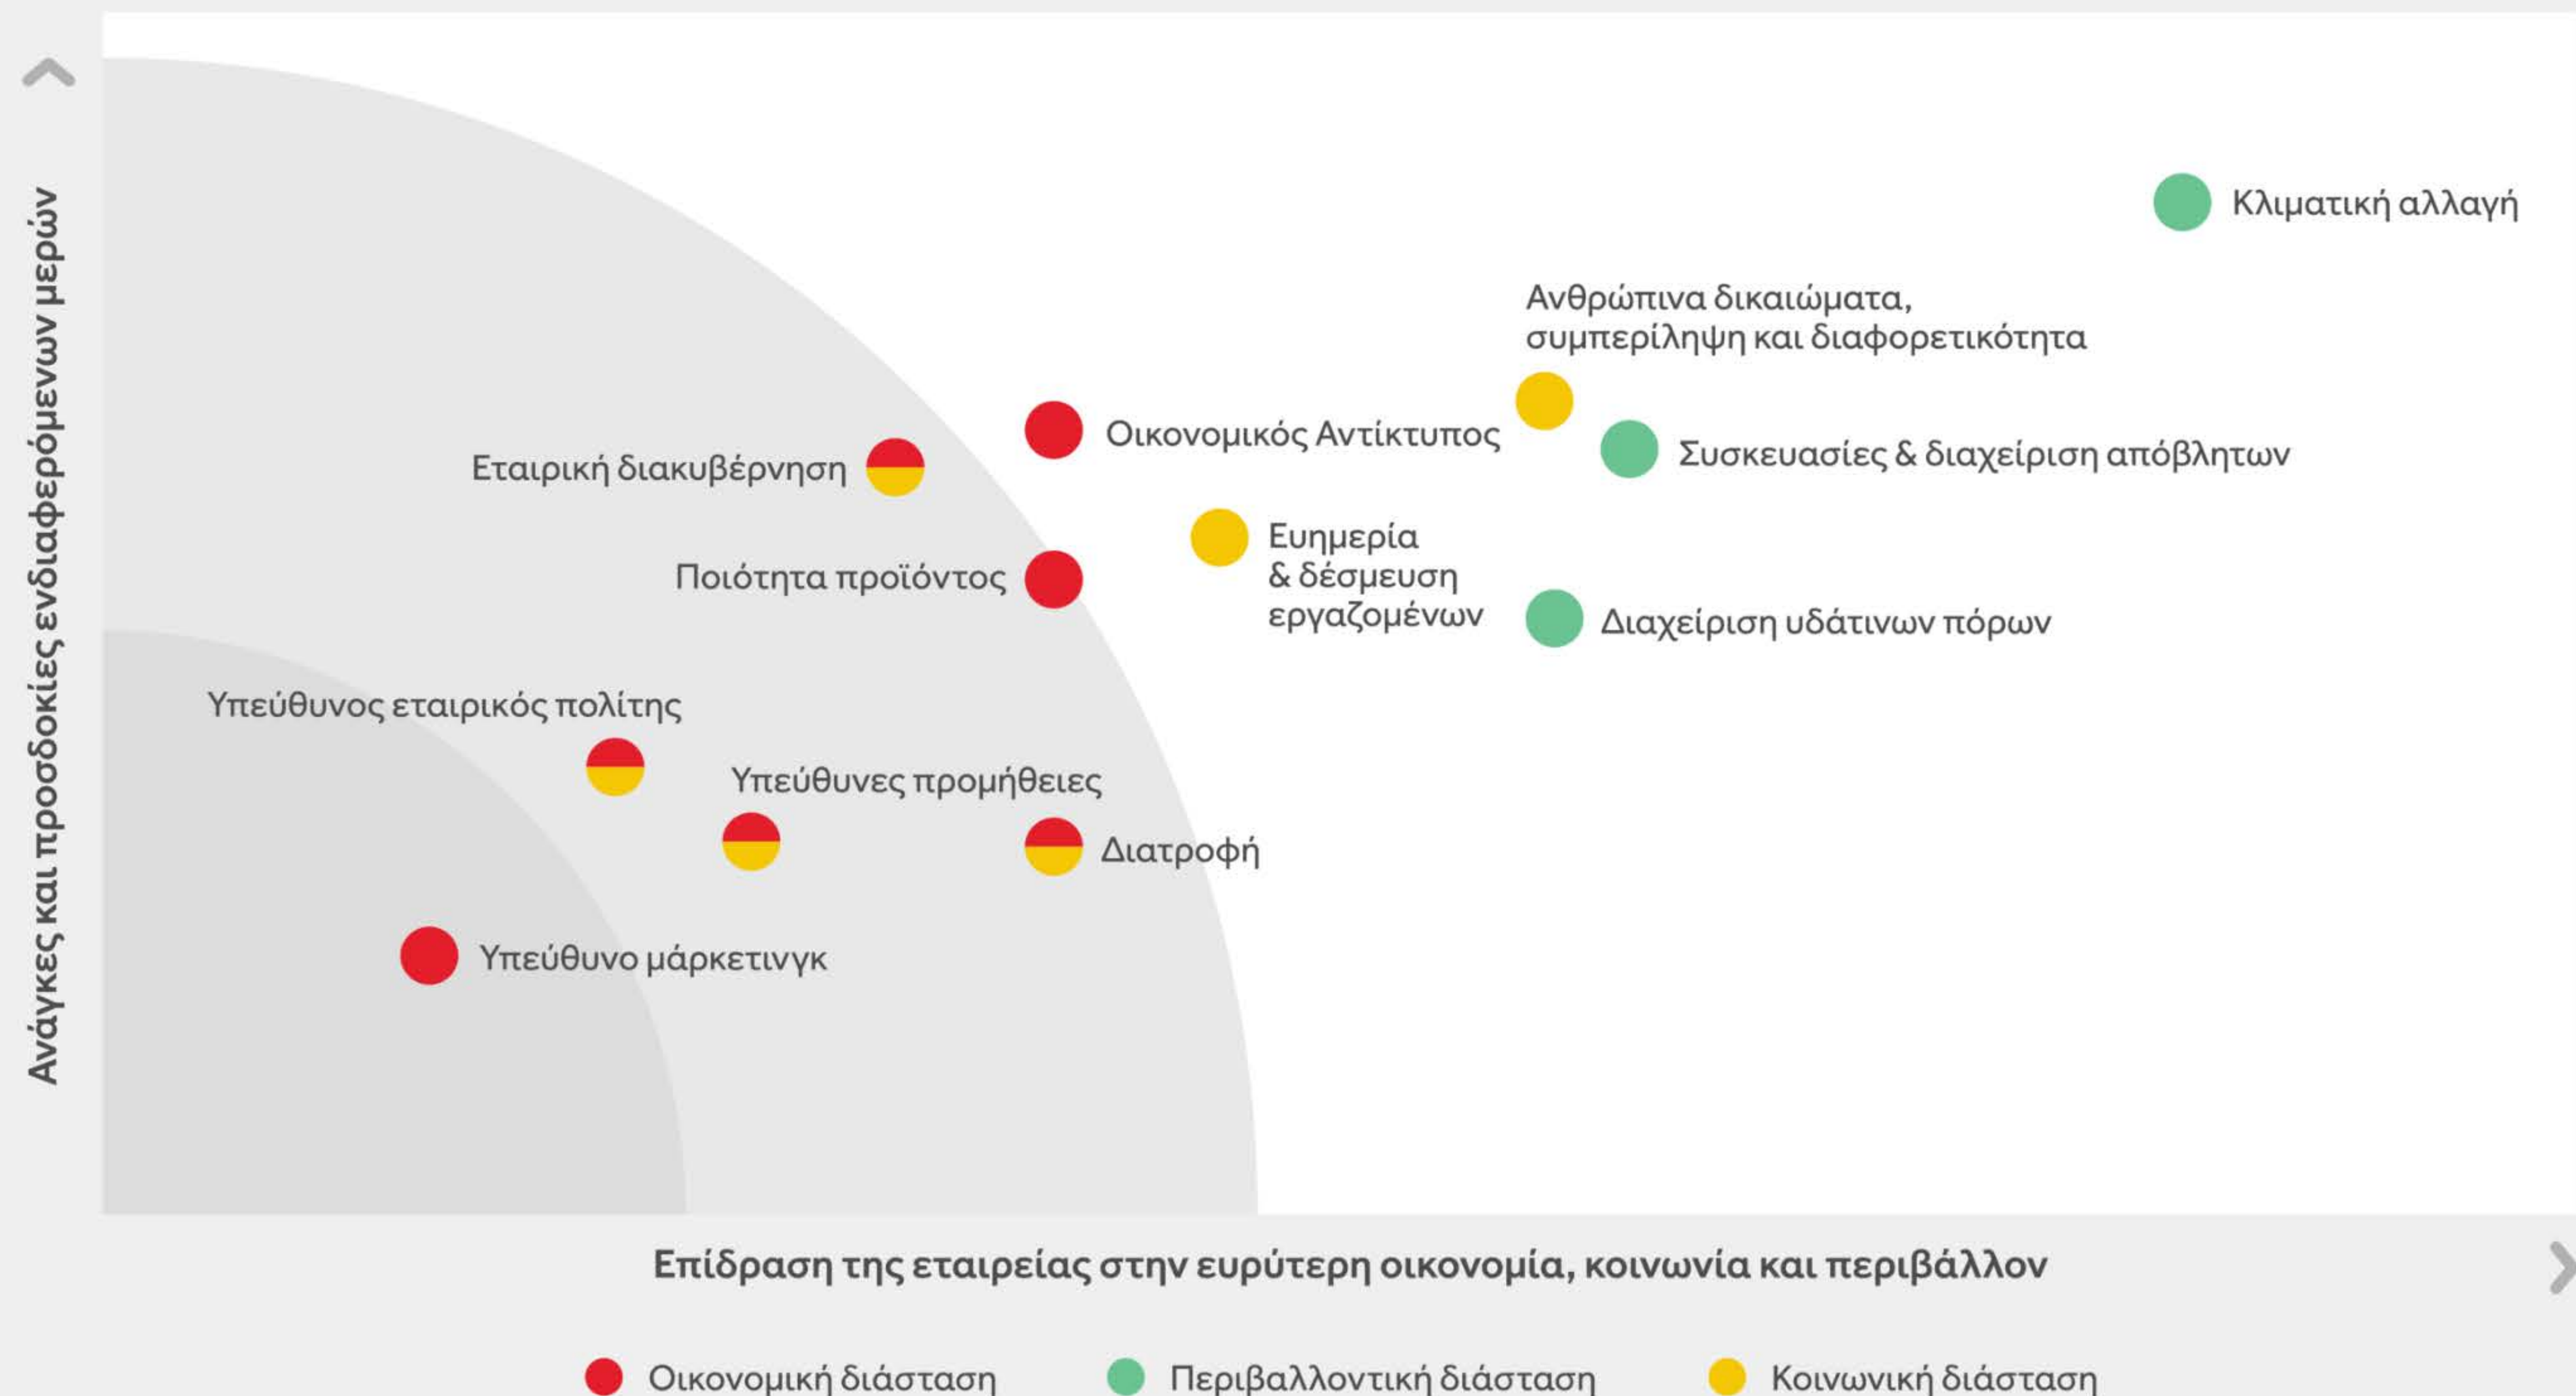 Ανάγκες και προσδοκίες ενδιαφερόμενων μερών
Κλιματική αλλαγή
Ανθρώπινα δικαιώματα,
συμπερίληψη και διαφορετικότητα
Οικονομικός Αντίκτυπος
Συσκευασίες & διαχείριση απόβλητων
Εταιρική διακυβέρνηση
Ευημερία
& δέσμευση
εργαζομένων
Ποιότητα προϊόντος
Διαχείριση υδάτινων πόρων
Υπεύθυνος εταιρικός πολίτης
Υπεύθυνες προμήθειες
Διατροφή
Υπεύθυνο μάρκετινγκ
Επίδραση της εταιρείας στην ευρύτερη οικονομία, κοινωνία και περιβάλλον
Οικονομική διάσταση
Περιβαλλοντική διάσταση
Κοινωνική διάσταση